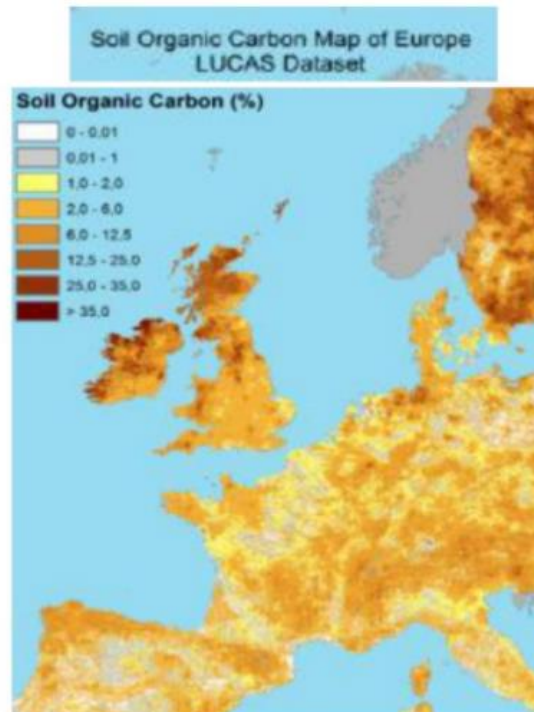 Soil Organic Carbon Map of Europe
LUCAS Dataset
Soil Organic Carbon (%)
0 - 0,01
0,01 - 1
1,0 - 2,0
2,0 - 6,0
6,0 - 12,5
12,5 - 25,0
25,0 - 35,0
> 35,0